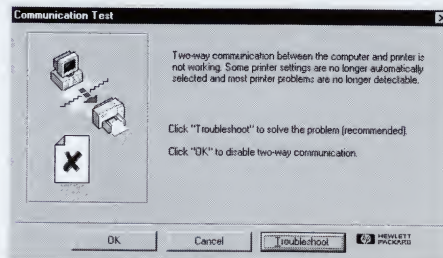 Communication Test
Two-way communication between the computer and printer is
not working. Some printer settings are no longer automatically
selected and most printer problems are no longer detectable.
Click "Troubleshoot" to solve the problem (recommended).
Click "OK" to disable two-way communication.
OK Cancel Troubleshoot HEWLETT
PACKARD